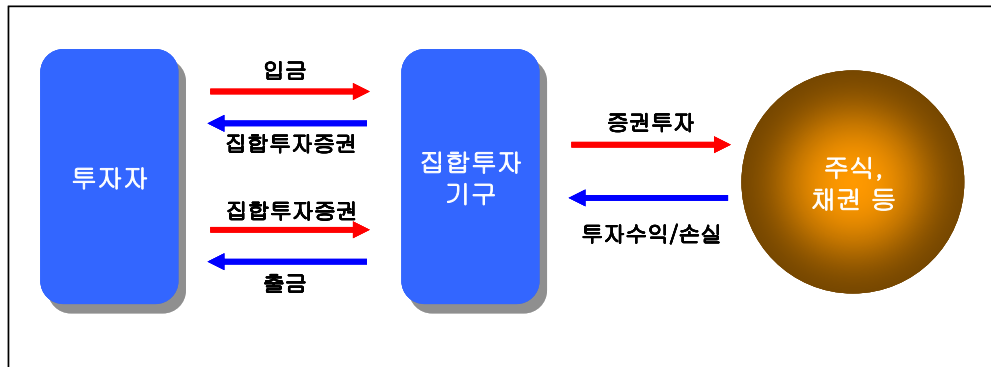 입금
집합투자증권
투자자
집합투자증권
출금
집합투자
기구
증권투자
투자수익/손실
주식,
채권 등